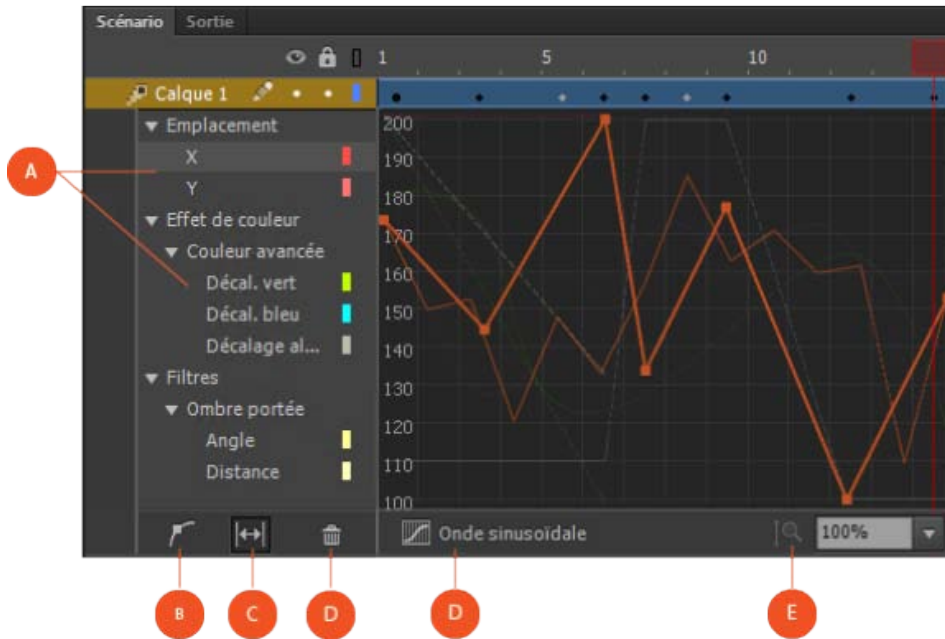 Scénario Sortie
1 5 10
Calque 1
Emplacement
X
Y
Effet de couleur
Couleur avancée
Décal. vert
Décal. bleu
Décalage al...
Filtres
Ombre portée
Angle
Distance
200
190
180
170
160
150
140
130
120
110
100
Onde sinusoïdale
100%
A
B
C
D
D
E